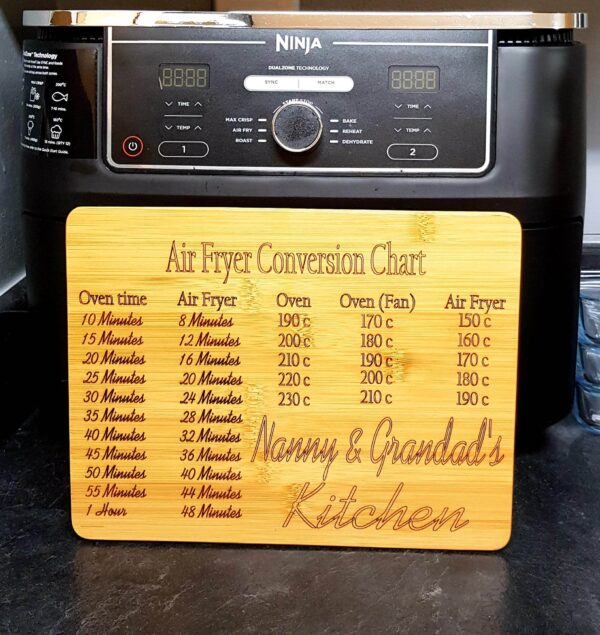 NINJA
DUALZONE TECHNOLOGY
SYNC MATCH
8888 8888
TIME TIME
TEMP TEMP
1 2
START/STOP
MAX CRISP BAKE
AIR FRY REHEAT
ROAST DEHYDRATE
Air Fryer Conversion Chart
Oven time Air Fryer Oven Oven (Fan) Air Fryer
10 Minutes 8 Minutes 190 c 170 c 150 c
15 Minutes 12 Minutes 200 c 180 c 160 c
20 Minutes 16 Minutes 210 c 190 c 170 c
25 Minutes 20 Minutes 220 c 200 c 180 c
30 Minutes 24 Minutes 230 c 210 c 190 c
35 Minutes 28 Minutes
40 Minutes 32 Minutes
45 Minutes 36 Minutes
50 Minutes 40 Minutes
55 Minutes 44 Minutes
1 Hour 48 Minutes
Nanny & Grandad's
Kitchen